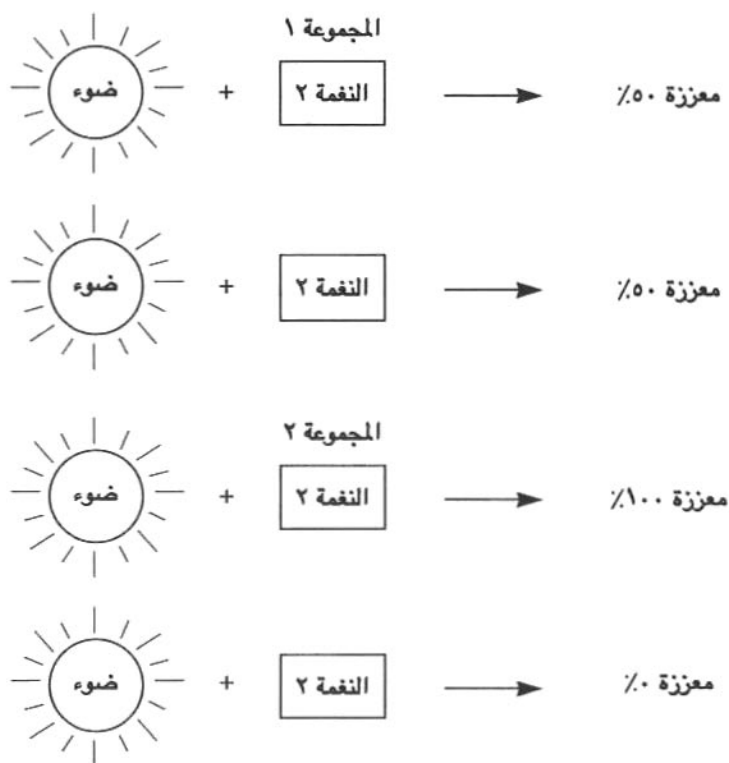 المجموعة ١
ضوء + النغمة ٢ معززة ٥٠٪
ضوء + النغمة ٢ معززة ٥٠٪
المجموعة ٢
ضوء + النغمة ٢ معززة ١٠٠٪
ضوء + النغمة ٢ معززة ٠٪